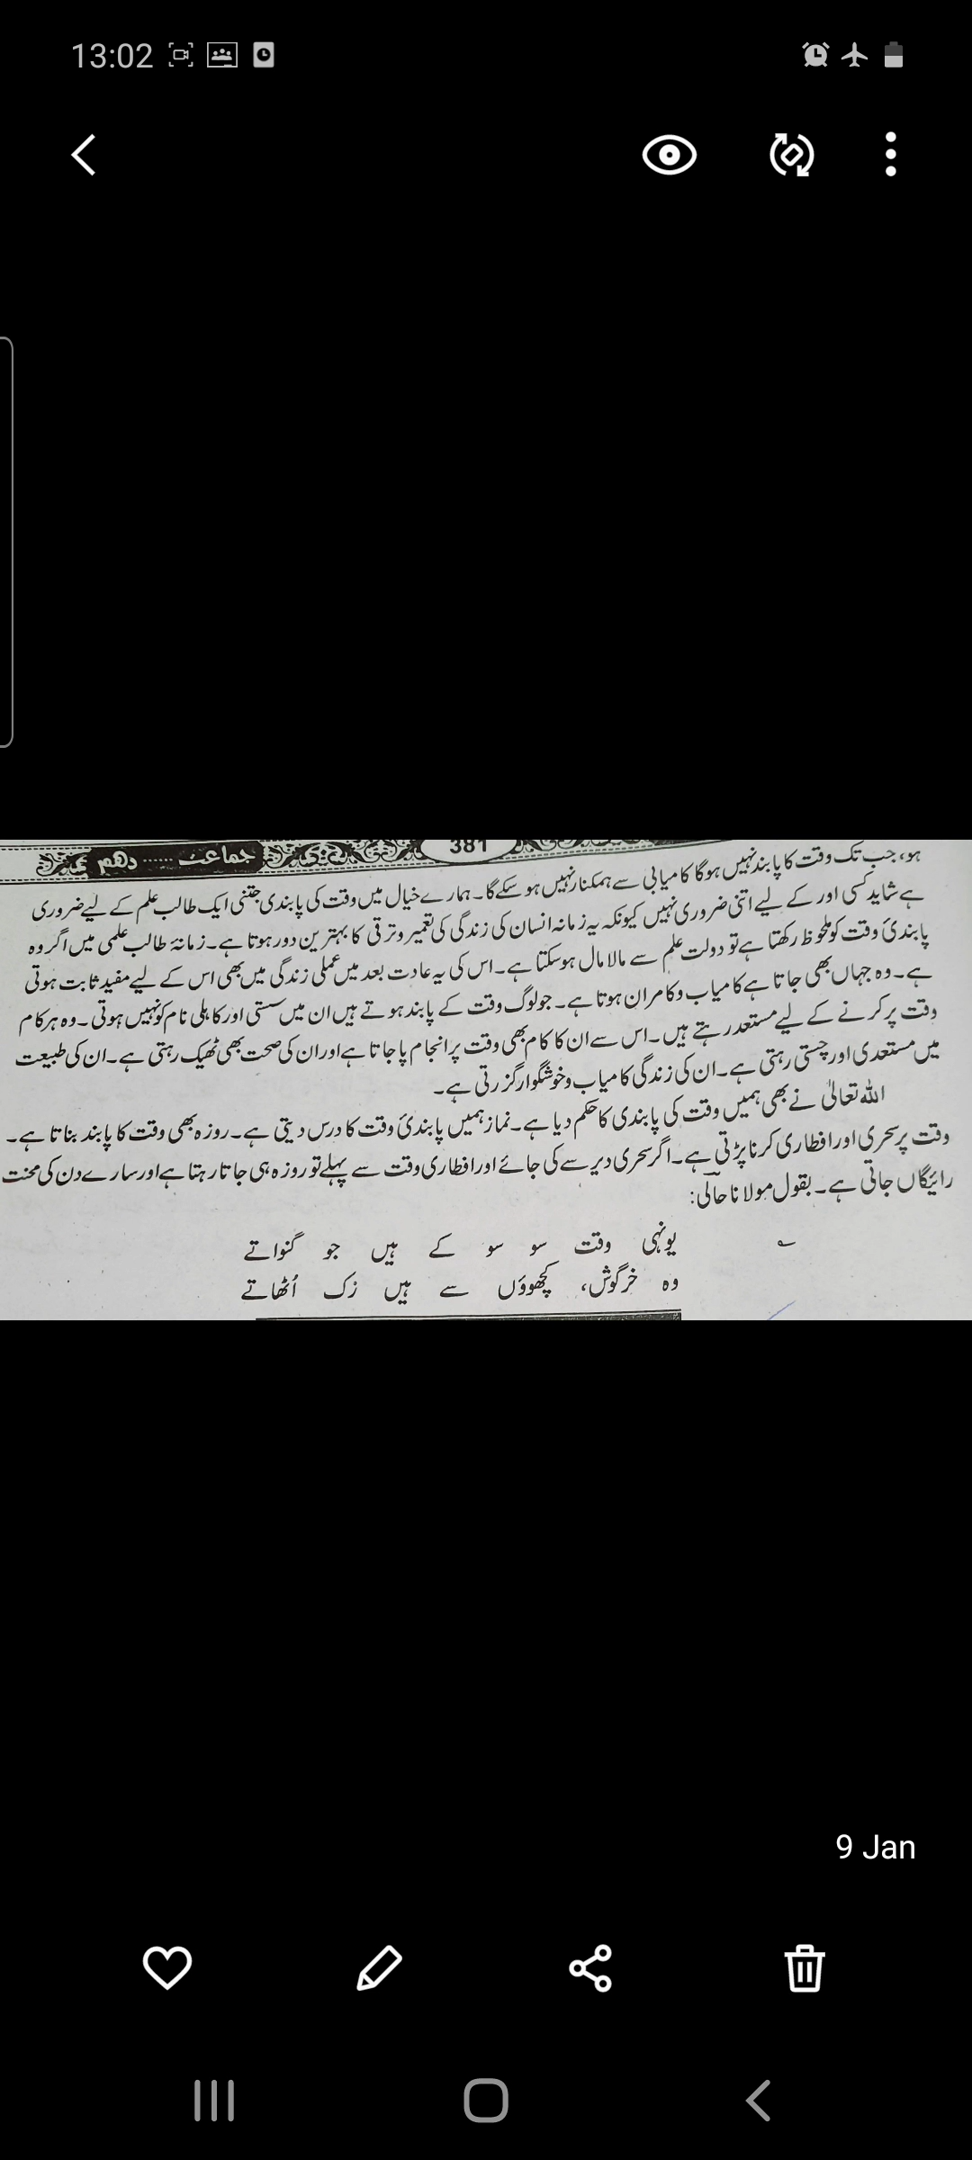 13:02
381
جماعت ...... دهم
ہو، جب تک وقت کا پابند نہیں ہوگا کامیابی سے ہمکنار نہیں ہو سکے گا۔ ہمارے خیال میں وقت کی پابندی جتنی ایک طالب علم کے لیے ضروری
ہے شاید کسی اور کے لیے اتنی ضروری نہیں کیونکہ یہ زمانہ انسان کی زندگی کی تعمیر و ترقی کا بہترین دور ہوتا ہے۔ زمانۂ طالب علمی میں اگر وہ
پابندیٔ وقت کو ملحوظ رکھتا ہے تو دولت علم سے مالا مال ہو سکتا ہے۔ اس کی یہ عادت بعد میں عملی زندگی میں بھی اس کے لیے مفید ثابت ہوتی
ہے۔ وہ جہاں بھی جاتا ہے کامیاب و کامران ہوتا ہے۔ جو لوگ وقت کے پابند ہوتے ہیں ان میں سستی اور کاہلی نام کو نہیں ہوتی۔ وہ ہر کام
وقت پر کرنے کے لیے مستعد رہتے ہیں۔ اس سے ان کا کام بھی وقت پر انجام پا جاتا ہے اور ان کی صحت بھی ٹھیک رہتی ہے۔ ان کی طبیعت
میں مستعدی اور چستی رہتی ہے۔ ان کی زندگی کامیاب و خوشگوار گزرتی ہے۔
اللہ تعالیٰ نے بھی ہمیں وقت کی پابندی کا حکم دیا ہے۔ نماز ہمیں پابندیٔ وقت کا درس دیتی ہے۔ روزہ بھی وقت کا پابند بناتا ہے۔
وقت پر سحری اور افطاری کرنا پڑتی ہے۔ اگر سحری دیر سے کی جائے اور افطاری وقت سے پہلے تو روزہ ہی جاتا رہتا ہے اور سارے دن کی محنت
رائیگاں جاتی ہے۔ بقول مولانا حالی:
یونہی وقت سو سو کے ہیں جو گنواتے
وہ خرگوش، کچھوؤں سے ہیں زک اُٹھاتے
9 Jan